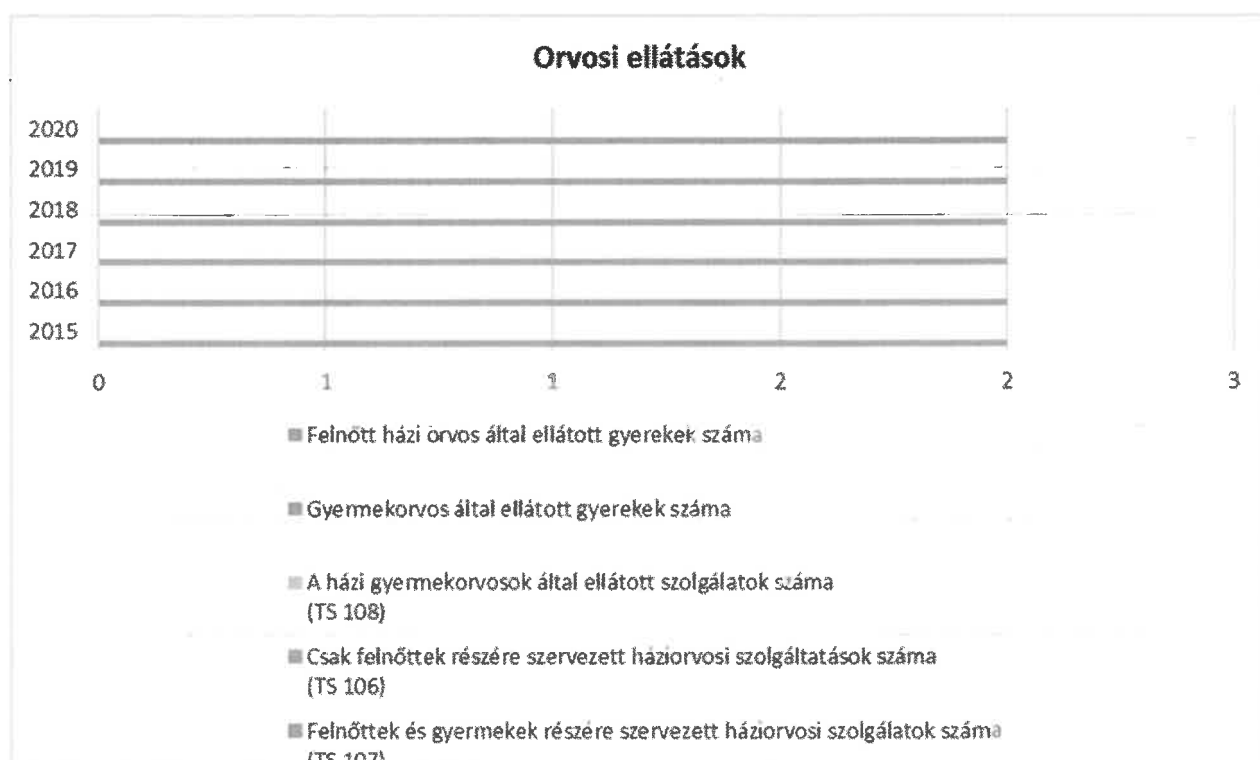 Orvosi ellátások
2020
2019
2018
2017
2016
2015
0 1 1 2 2 3
Felnőtt házi orvos által ellátott gyerekek száma
Gyermekorvos által ellátott gyerekek száma
A házi gyermekorvosok által ellátott szolgálatok száma
(TS 108)
Csak felnőttek részére szervezett háziorvosi szolgáltatások száma
(TS 106)
Felnőttek és gyermekek részére szervezett háziorvosi szolgálatok száma
(TS 107)